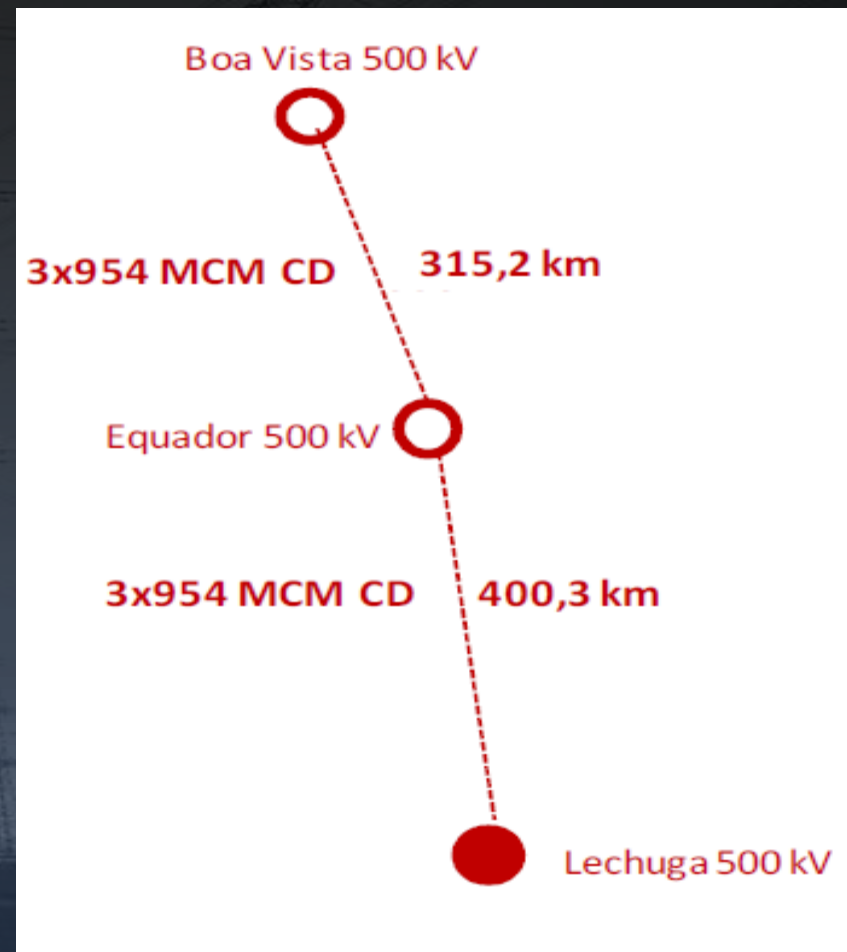 Boa Vista 500 kV
3x954 MCM CD 315,2 km
Equador 500 kV
3x954 MCM CD 400,3 km
Lechuga 500 kV